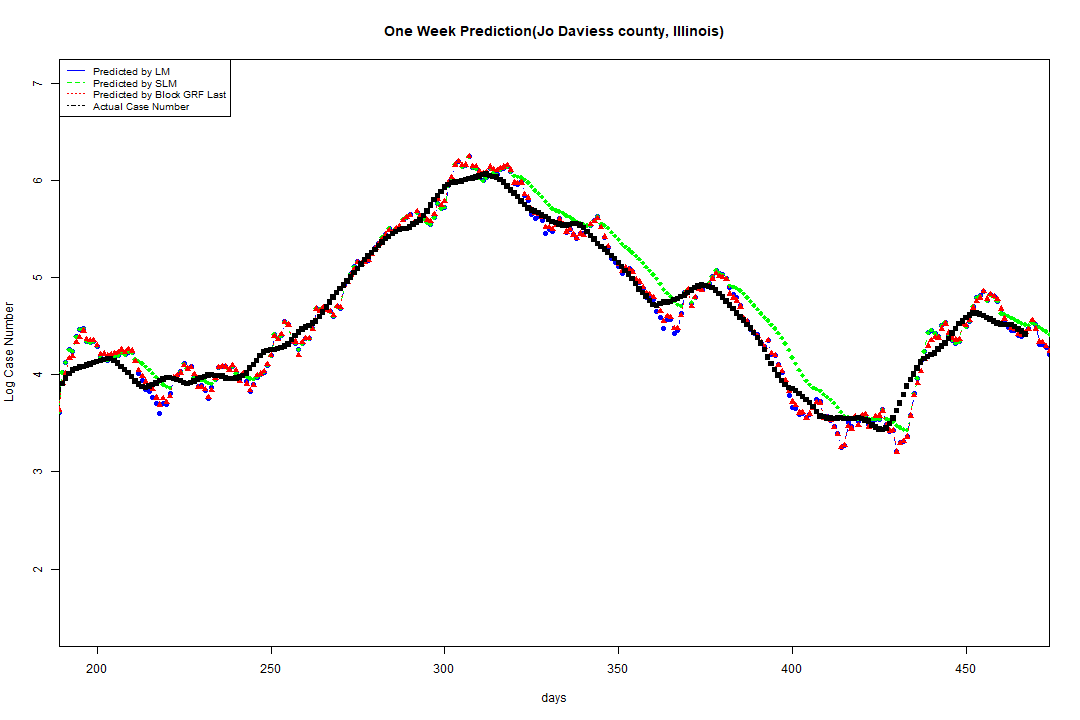 One Week Prediction(Jo Daviess county, Illinois)
Predicted by LM
Predicted by SLM
Predicted by Block GRF Last
Actual Case Number
7
6
5
4
3
2
Log Case Number
200 250 300 350 400 450
days